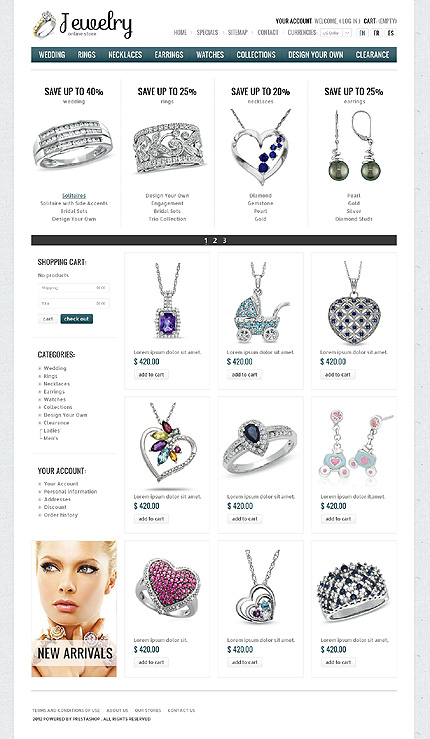 Jewelry
online store
YOUR ACCOUNT WELCOME, ( LOG IN ) CART: (EMPTY)
HOME SPECIALS SITEMAP CONTACT CURRENCIES US Dollar EN FR ES
WEDDING RINGS NECKLACES EARRINGS WATCHES COLLECTIONS DESIGN YOUR OWN CLEARANCE
SAVE UP TO 40%
wedding
Solitaires
Solitaire with Side Accents
Bridal Sets
Design Your Own
SAVE UP TO 25%
rings
Design Your Own
Engagement
Bridal Sets
Trio Collection
SAVE UP TO 20%
necklaces
Diamond
Gemstone
Pearl
Gold
SAVE UP TO 25%
earrings
Pearl
Gold
Silver
Diamond Studs
1 2 3
SHOPPING CART:
No products
Shipping $0.00
Total $0.00
cart check out
CATEGORIES:
Wedding
Rings
Necklaces
Earrings
Watches
Collections
Design Your Own
Clearance
Ladies'
Men's
YOUR ACCOUNT:
Your Account
Personal information
Addresses
Discount
Order history
NEW ARRIVALS
Lorem ipsum dolor sit amet.
$ 420.00
add to cart
Lorem ipsum dolor sit amet.
$ 420.00
add to cart
Lorem ipsum dolor sit amet.
$ 420.00
add to cart
Lorem ipsum dolor sit amet.
$ 420.00
add to cart
Lorem ipsum dolor sit amet.
$ 420.00
add to cart
Lorem ipsum dolor sit amet.
$ 420.00
add to cart
Lorem ipsum dolor sit.
$ 420.00
add to cart
Lorem ipsum dolor sit amet.
$ 420.00
add to cart
Lorem ipsum dolor sit amet.
$ 420.00
add to cart
TERMS AND CONDITIONS OF USE ABOUT US OUR STORES CONTACT US
2012 POWERED BY PRESTASHOP. ALL RIGHTS RESERVED